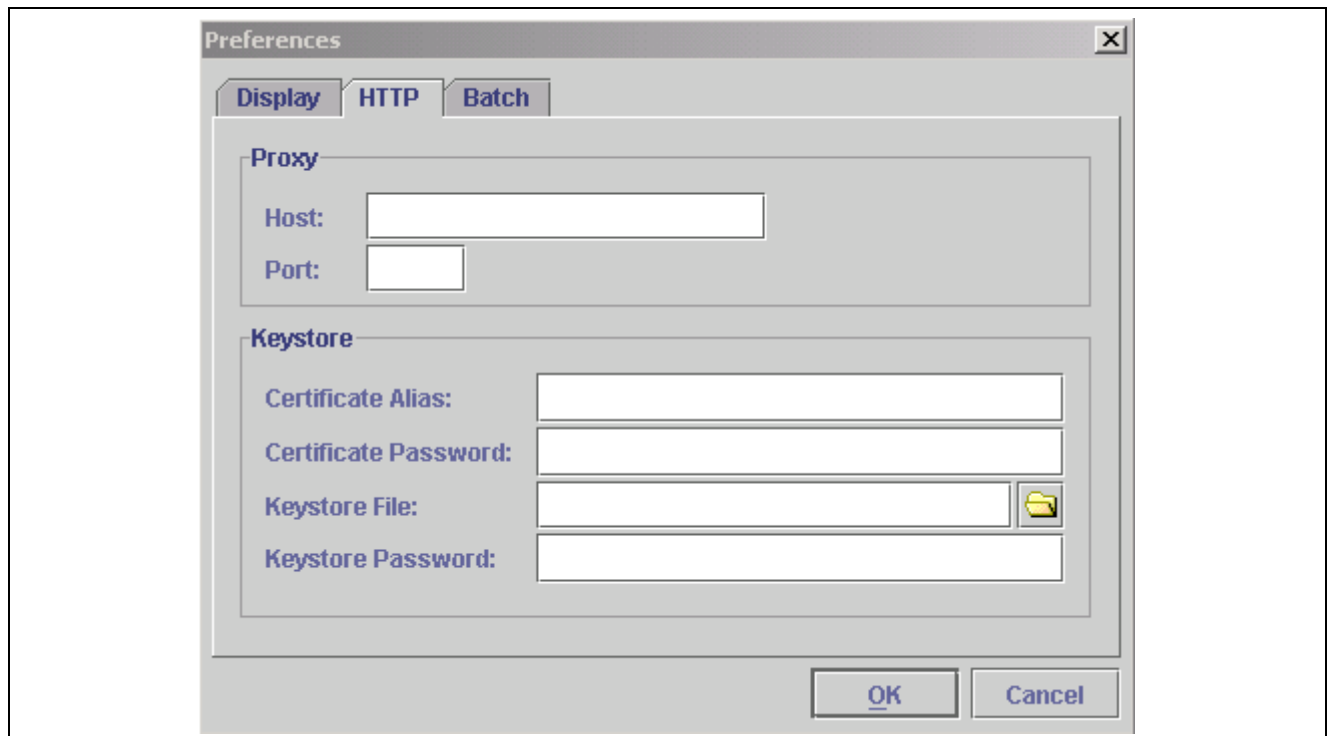 Preferences
Display HTTP Batch
Proxy
Host:
Port:
Keystore
Certificate Alias:
Certificate Password:
Keystore File:
Keystore Password:
OK Cancel